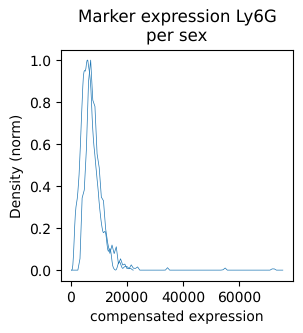 Marker expression Ly6G
per sex
Density (norm)
1.0
0.8
0.6
0.4
0.2
0.0
0
20000
40000
60000
compensated expression